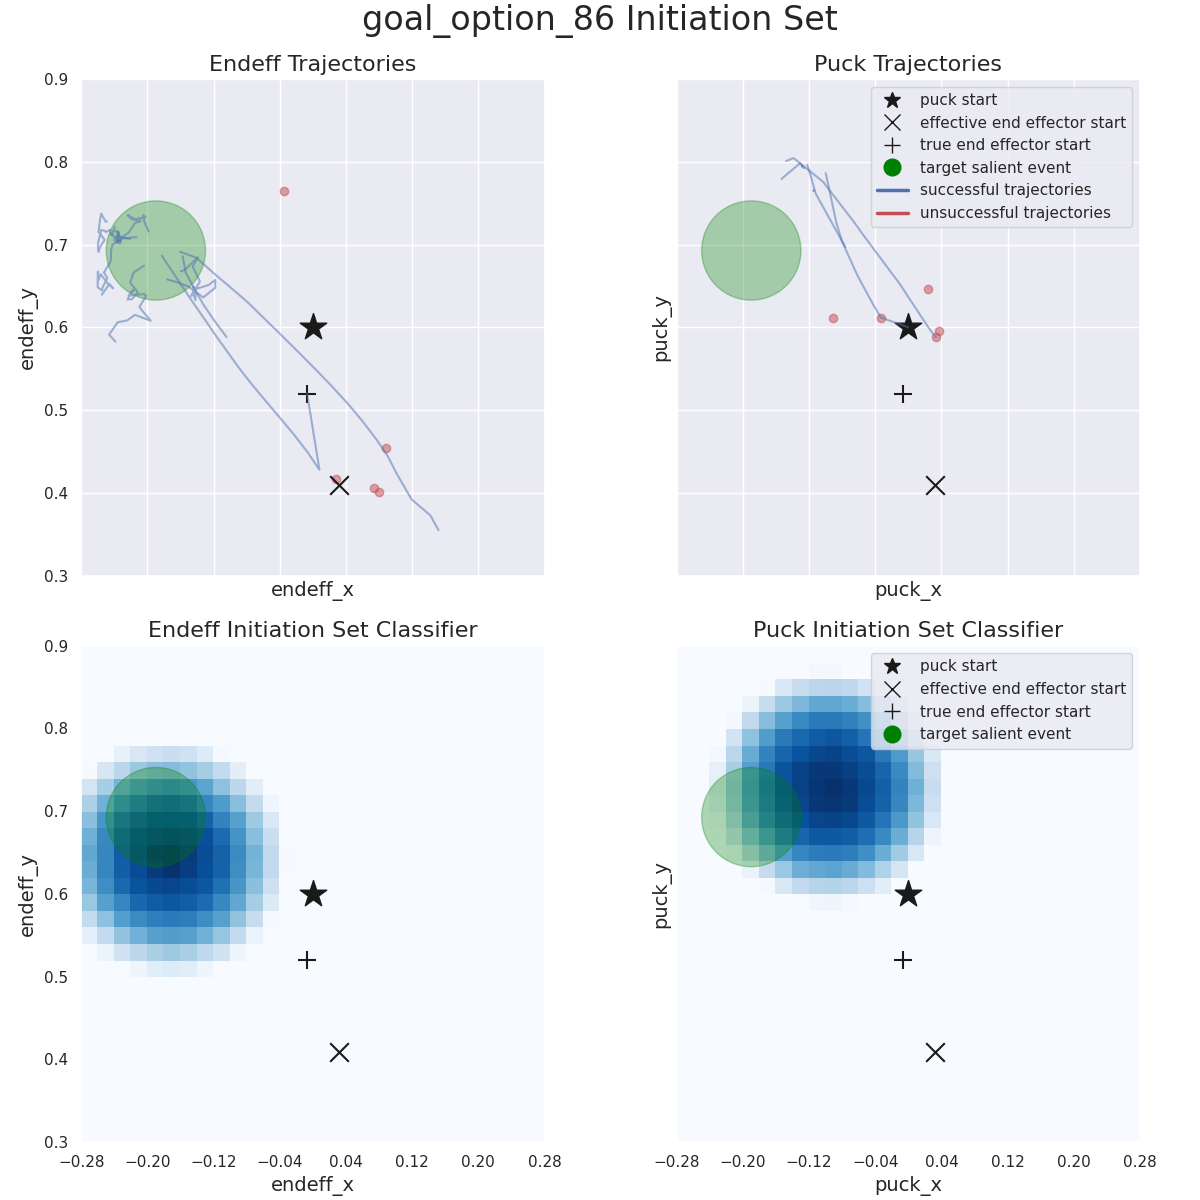 goal_option_86 Initiation Set
Endeff Trajectories
0.9
0.8
0.7
0.6
0.5
0.4
0.3
endeff_y
endeff_x
Puck Trajectories
puck start
effective end effector start
true end effector start
target salient event
successful trajectories
unsuccessful trajectories
puck_y
puck_x
Endeff Initiation Set Classifier
0.9
0.8
0.7
0.6
0.5
0.4
0.3
endeff_y
−0.28 −0.20 −0.12 −0.04 0.04 0.12 0.20 0.28
endeff_x
Puck Initiation Set Classifier
puck start
effective end effector start
true end effector start
target salient event
puck_y
−0.28 −0.20 −0.12 −0.04 0.04 0.12 0.20 0.28
puck_x